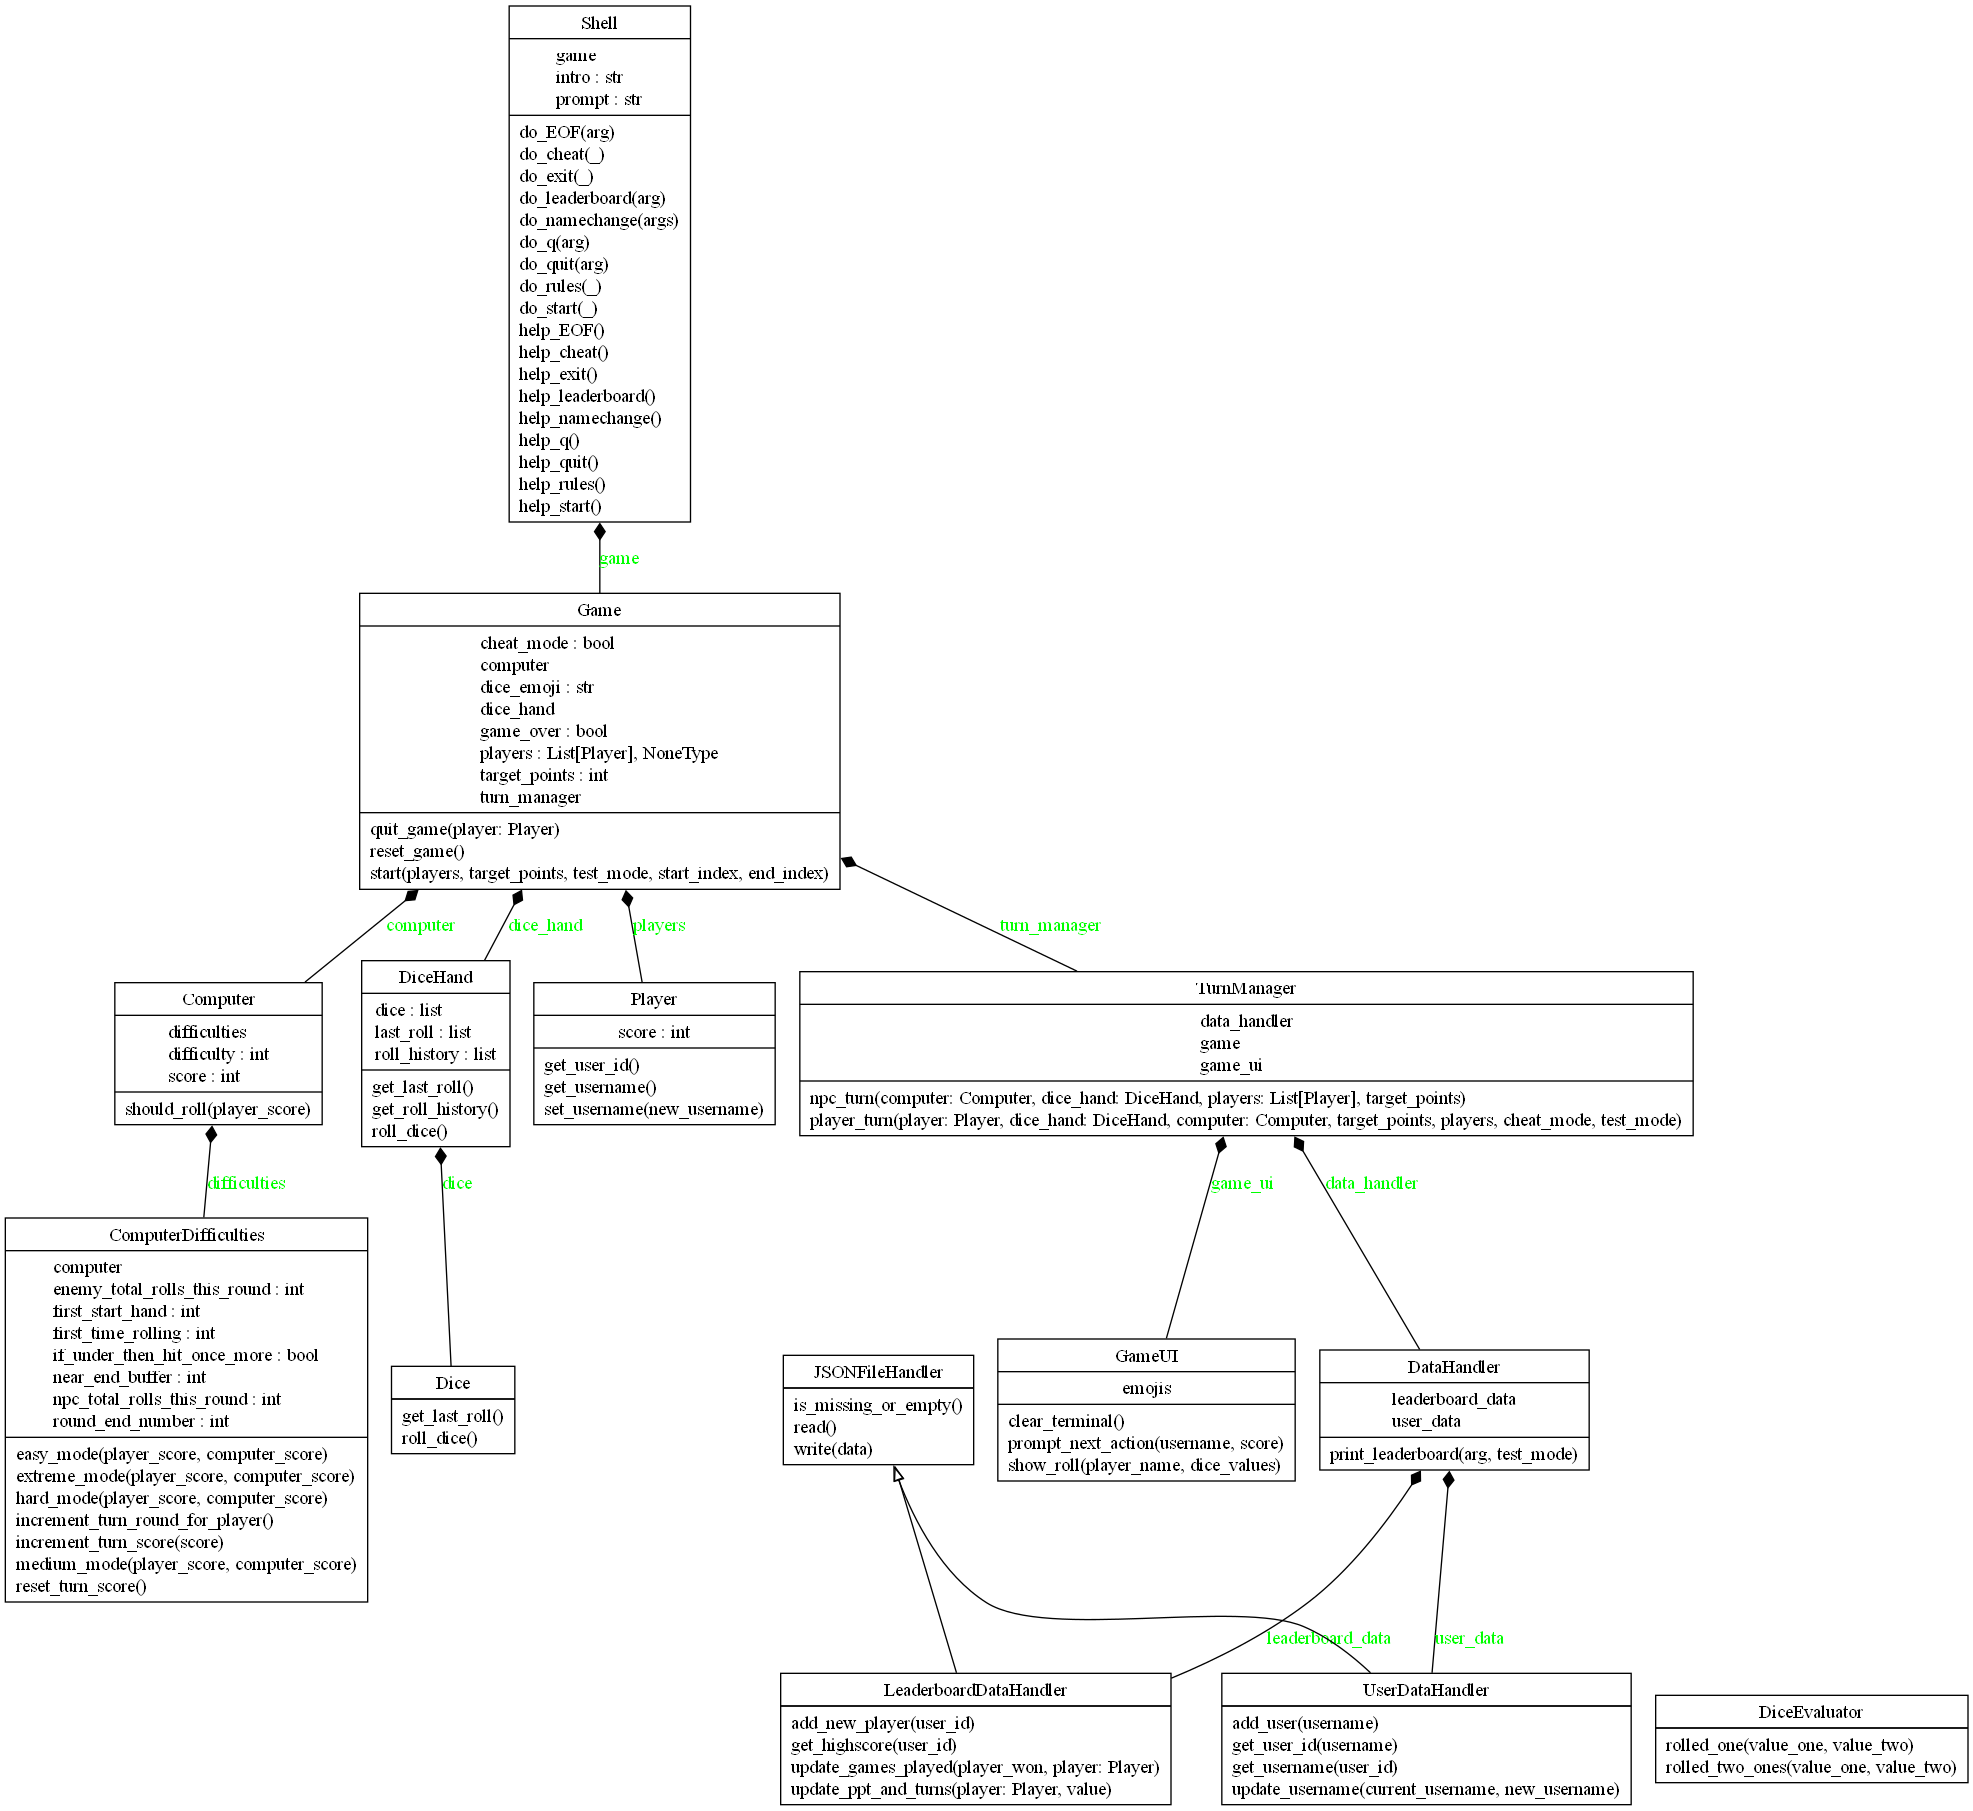 Shell
game
intro : str
prompt : str
do_EOF(arg)
do_cheat(_)
do_exit(_)
do_leaderboard(arg)
do_namechange(args)
do_q(arg)
do_quit(arg)
do_rules(_)
do_start(_)
help_EOF()
help_cheat()
help_exit()
help_leaderboard()
help_namechange()
help_q()
help_quit()
help_rules()
help_start()
game
Game
cheat_mode : bool
computer
dice_emoji : str
dice_hand
game_over : bool
players : List[Player], NoneType
target_points : int
turn_manager
quit_game(player: Player)
reset_game()
start(players, target_points, test_mode, start_index, end_index)
computer
dice_hand
players
turn_manager
Computer
difficulties
difficulty : int
score : int
should_roll(player_score)
DiceHand
dice : list
last_roll : list
roll_history : list
get_last_roll()
get_roll_history()
roll_dice()
Player
score : int
get_user_id()
get_username()
set_username(new_username)
TurnManager
data_handler
game
game_ui
npc_turn(computer: Computer, dice_hand: DiceHand, players: List[Player], target_points)
player_turn(player: Player, dice_hand: DiceHand, computer: Computer, target_points, players, cheat_mode, test_mode)
difficulties
dice
game_ui
data_handler
ComputerDifficulties
computer
enemy_total_rolls_this_round : int
first_start_hand : int
first_time_rolling : int
if_under_then_hit_once_more : bool
near_end_buffer : int
npc_total_rolls_this_round : int
round_end_number : int
easy_mode(player_score, computer_score)
extreme_mode(player_score, computer_score)
hard_mode(player_score, computer_score)
increment_turn_round_for_player()
increment_turn_score(score)
medium_mode(player_score, computer_score)
reset_turn_score()
Dice
get_last_roll()
roll_dice()
JSONFileHandler
is_missing_or_empty()
read()
write(data)
GameUI
emojis
clear_terminal()
prompt_next_action(username, score)
show_roll(player_name, dice_values)
DataHandler
leaderboard_data
user_data
print_leaderboard(arg, test_mode)
leaderboard_data
user_data
LeaderboardDataHandler
add_new_player(user_id)
get_highscore(user_id)
update_games_played(player_won, player: Player)
update_ppt_and_turns(player: Player, value)
UserDataHandler
add_user(username)
get_user_id(username)
get_username(user_id)
update_username(current_username, new_username)
DiceEvaluator
rolled_one(value_one, value_two)
rolled_two_ones(value_one, value_two)